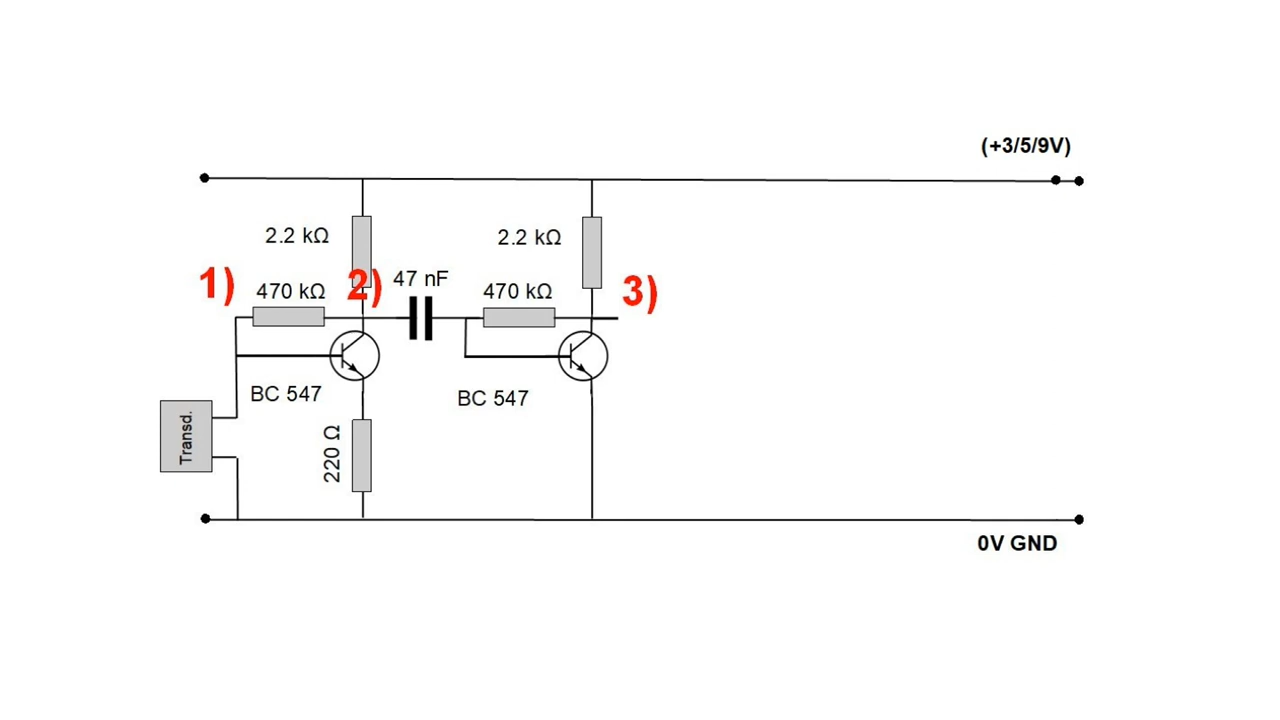 (+3/5/9V)
2.2 kΩ
2.2 kΩ
1)
470 kΩ
2)
47 nF
470 kΩ
3)
BC 547
BC 547
Transd.
220 Ω
0V GND